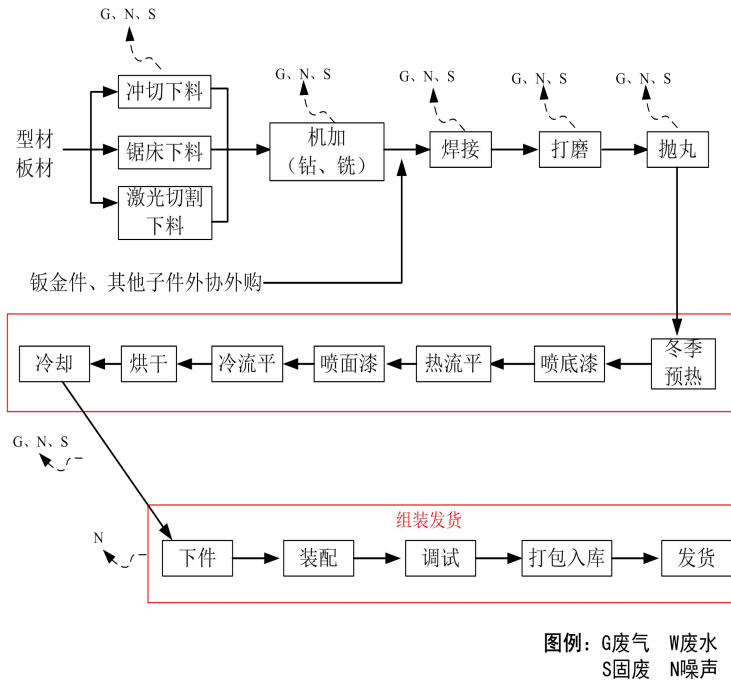 G、N、S
G、N、S
G、N、S
G、N、S
G、N、S
冲切下料
型材
板材
锯床下料
激光切割
下料
机加
(钻、铣)
焊接
打磨
抛丸
钣金件、其他子件外协外购
冷却
烘干
冷流平
喷面漆
热流平
喷底漆
冬季
预热
G、N、S
组装发货
N
下件
装配
调试
打包入库
发货
图例：G废气 W废水
S固废 N噪声